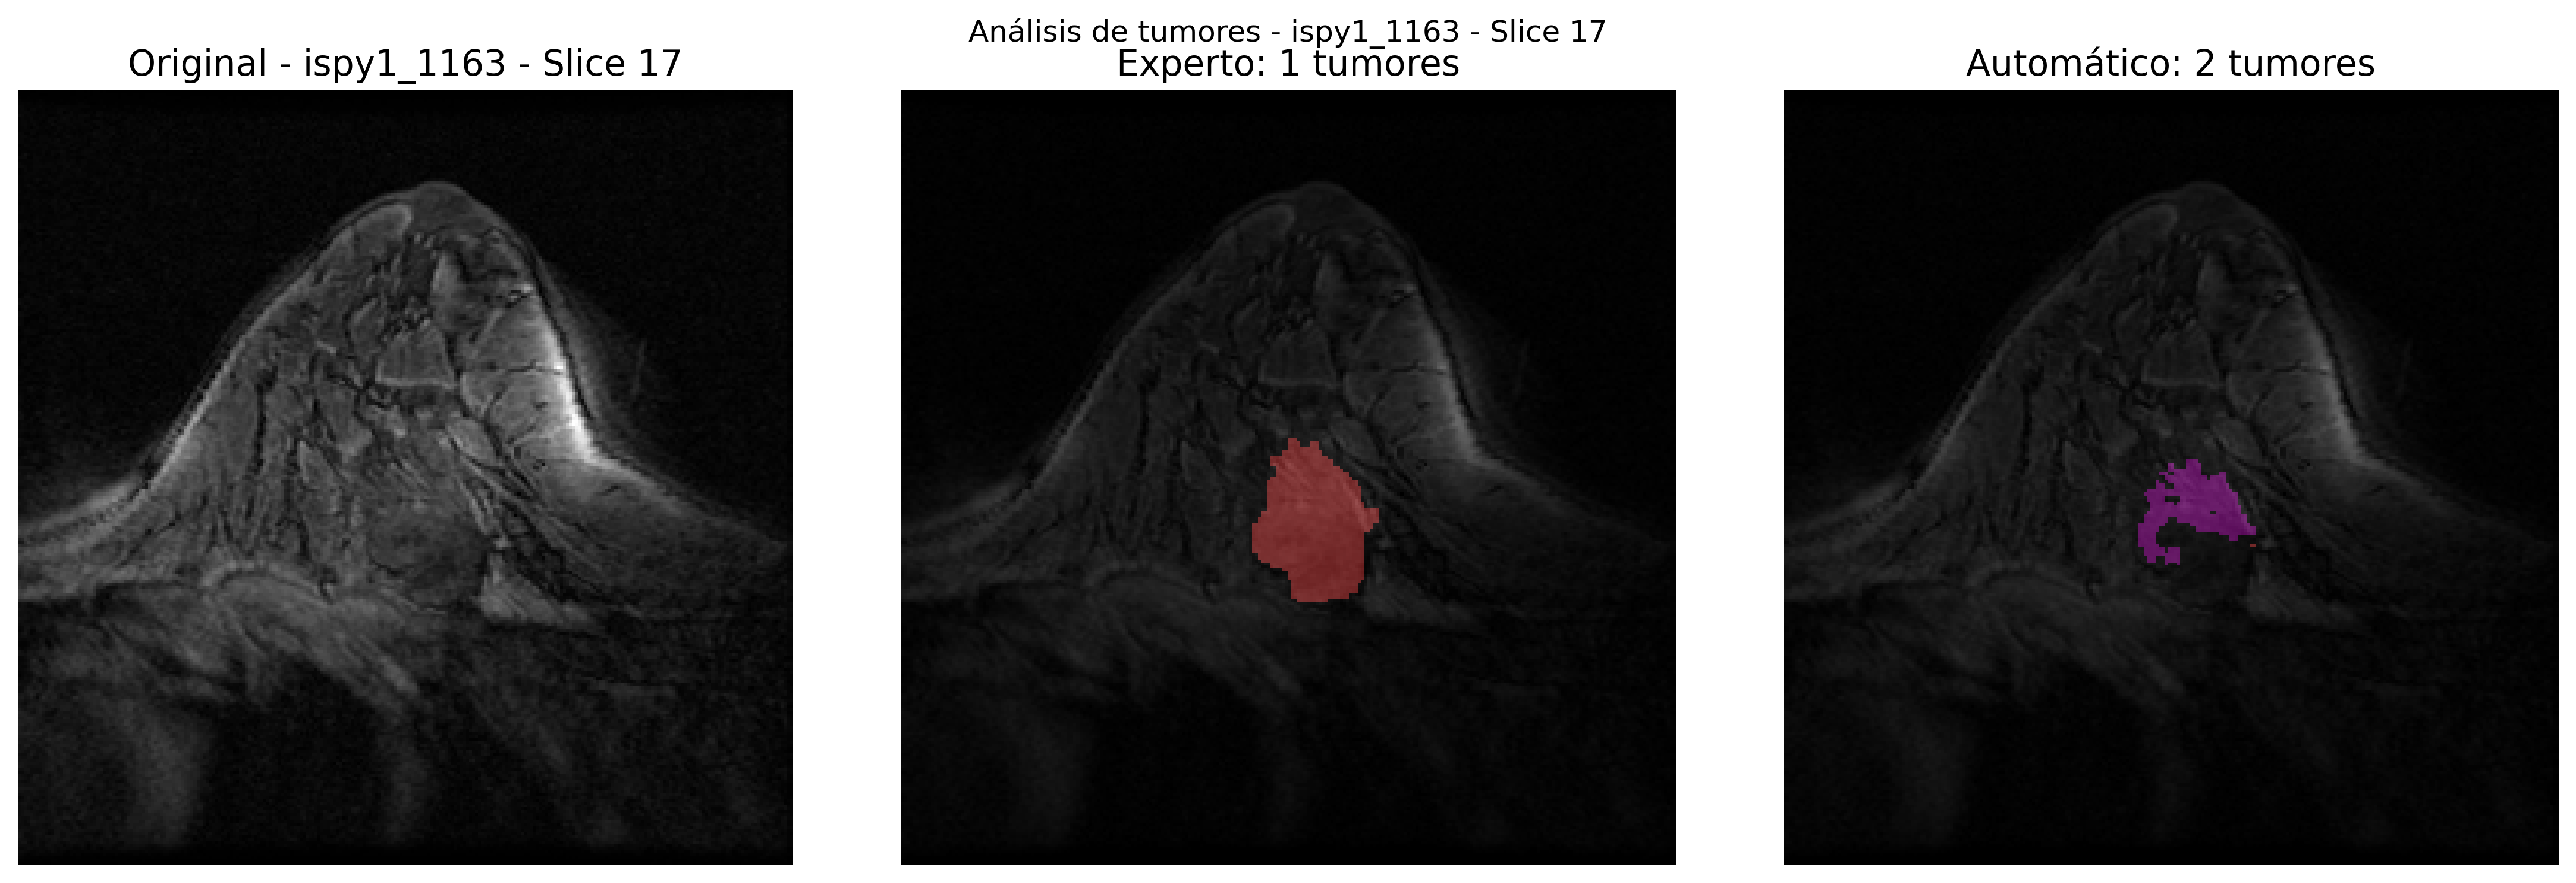 Análisis de tumores - ispy1_1163 - Slice 17
Original - ispy1_1163 - Slice 17
Experto: 1 tumores
Automático: 2 tumores